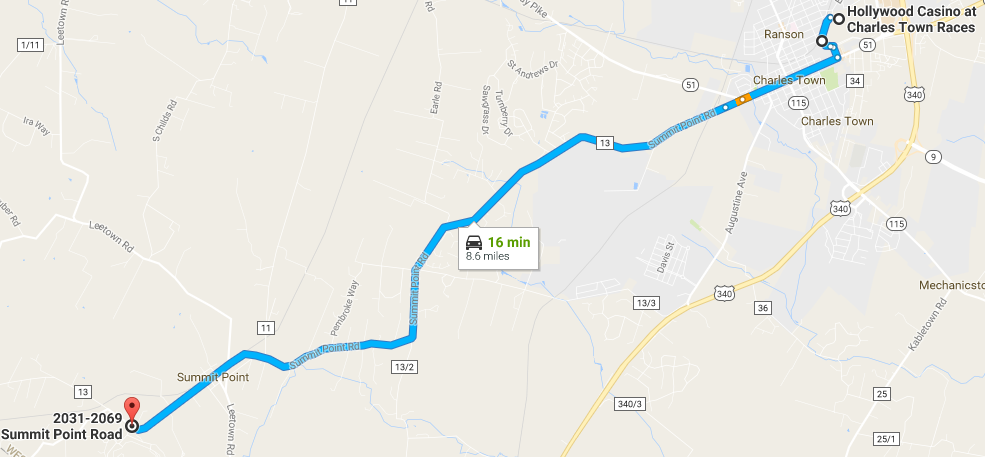 11
Hollywood Casino at
Charles Town Races
Ranson
51
1/11
Leetown Rd
Pike
St Andrews Dr
Charles Town
34
340
51
Earle Rd
Sawgrass Dr
Turnberry Dr
S Childs Rd
115
Charles Town
Ira Way
Summit Point Rd
13
9
Augustine Ave
340
115
Leetown Rd
16 min
8.6 miles
Davis St
Summit Point Rd
340
13/3
36
Pembroke Way
Kabletown Rd
11
Summit Point Rd
13/2
Summit Point
13
25
340/3
2031-2069
Summit Point Road
Leetown Rd
25/1